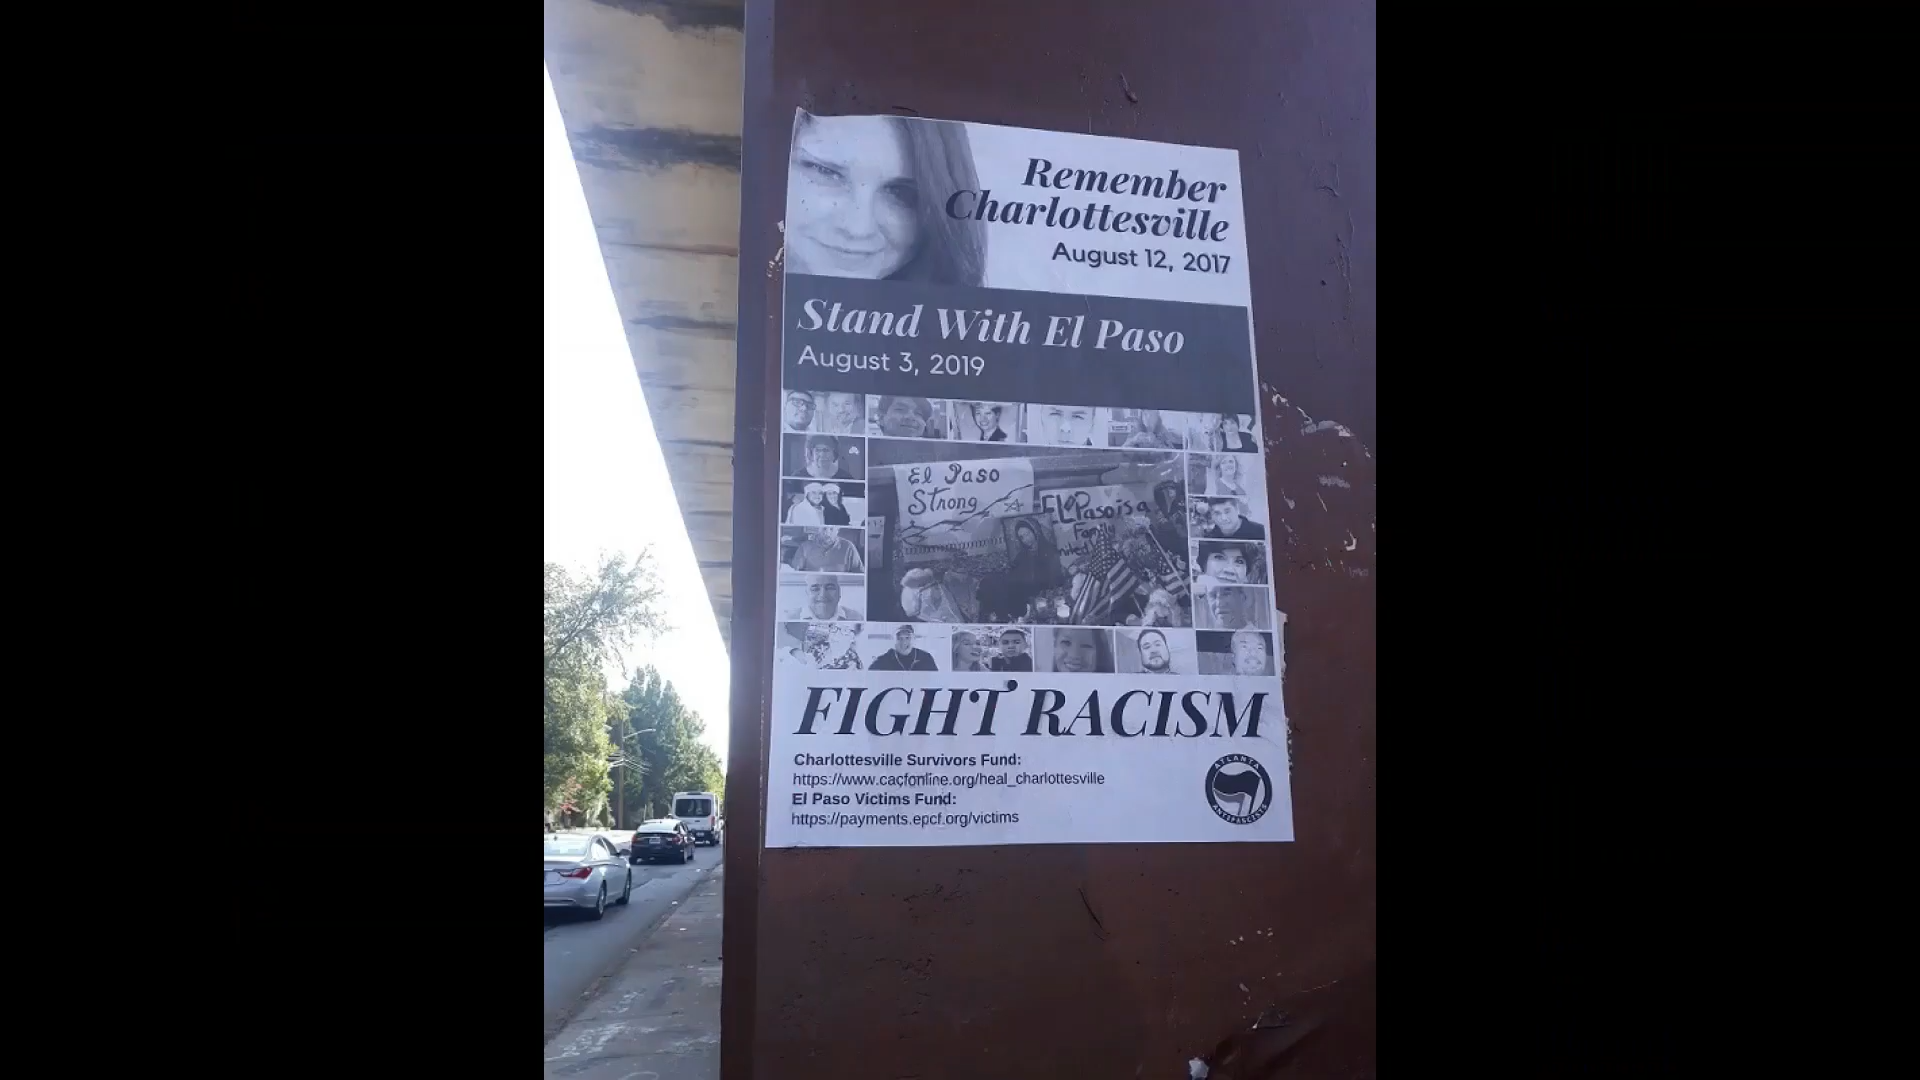 Remember
Charlottesville
August 12, 2017
Stand With El Paso
August 3, 2019
El Paso
Strong
EL Paso is a
Family
United
FIGHT RACISM
Charlottesville Survivors Fund:
https://www.cacfonline.org/heal_charlottesville
El Paso Victims Fund:
https://payments.epcf.org/victims
ATLANTA
ANTIFASCISTS